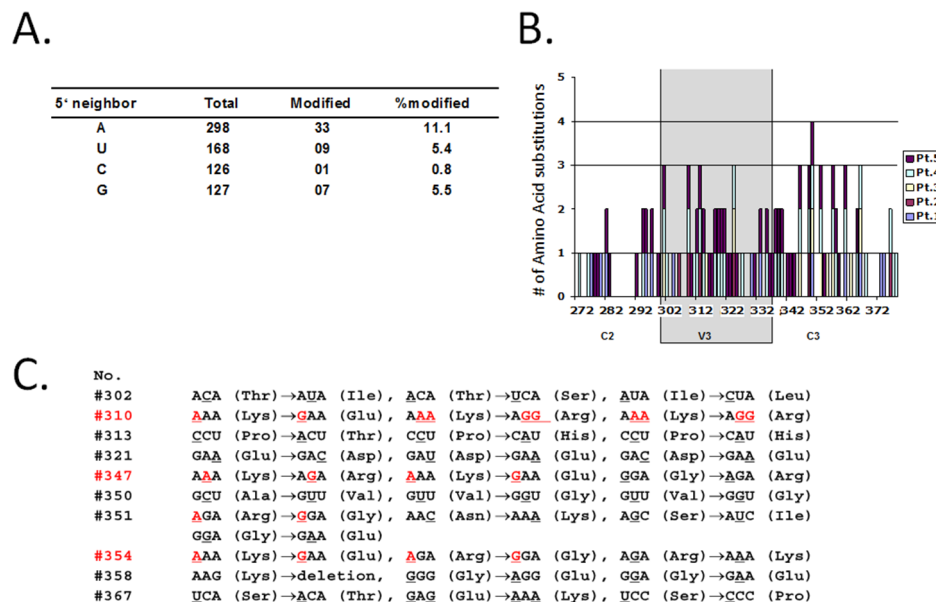 A.
5‘ neighbor Total Modified %modified
A 298 33 11.1
U 168 09 5.4
C 126 01 0.8
G 127 07 5.5
B.
# of Amino Acid substitutions
5
4
3
2
1
0
272 282 292 302 312 322 332 342 352 362 372
C2 V3 C3
Pt.5
Pt.4
Pt.3
Pt.2
Pt.1
C.
No.
#302 ACA (Thr)→AUA (Ile), ACA (Thr)→UCA (Ser), AUA (Ile)→CUA (Leu)
#310 AAA (Lys)→GAA (Glu), AAA (Lys)→AGG (Arg), AAA (Lys)→AGG (Arg)
#313 CCU (Pro)→ACU (Thr), CCU (Pro)→CAU (His), CCU (Pro)→CAU (His)
#321 GAA (Glu)→GAC (Asp), GAU (Asp)→GAA (Glu), GAC (Asp)→GAA (Glu)
#347 AAA (Lys)→AGA (Arg), AAA (Lys)→GAA (Glu), GGA (Gly)→AGA (Arg)
#350 GCU (Ala)→GUU (Val), GUU (Val)→GGU (Gly), GUU (Val)→GGU (Gly)
#351 AGA (Arg)→GGA (Gly), AAC (Asn)→AAA (Lys), AGC (Ser)→AUC (Ile)
GGA (Gly)→GAA (Glu)
#354 AAA (Lys)→GAA (Glu), AGA (Arg)→GGA (Gly), AGA (Arg)→AAA (Lys)
#358 AAG (Lys)→deletion, GGG (Gly)→AGG (Glu), GGA (Gly)→GAA (Glu)
#367 UCA (Ser)→ACA (Thr), GAG (Glu)→AAA (Lys), UCC (Ser)→CCC (Pro)